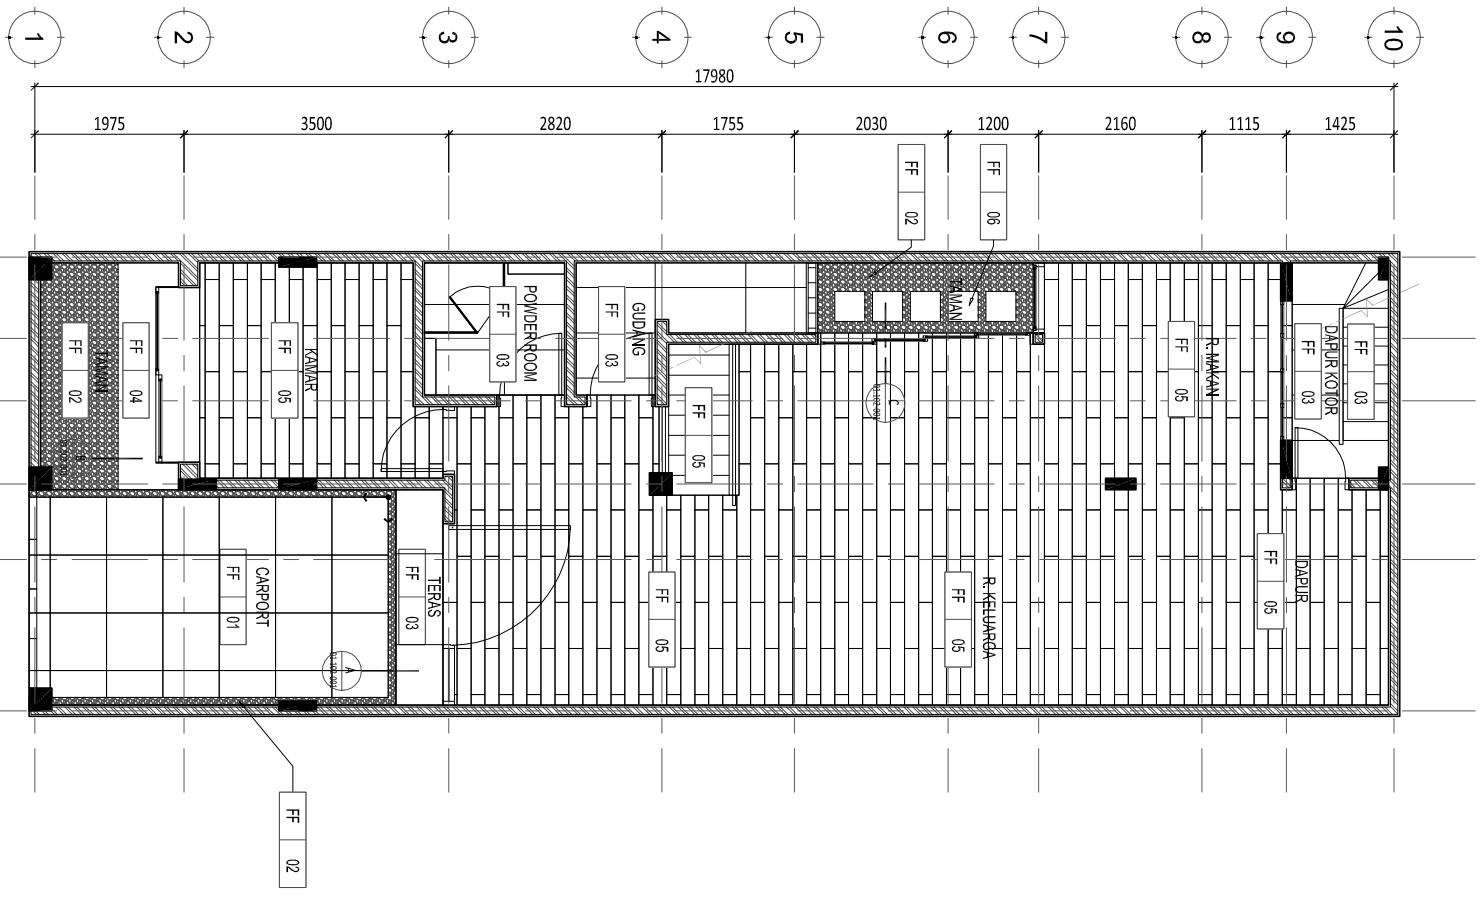 1
2
3
4
5
6
7
8
9
10
17980
1975
3500
2820
1755
2030
1200
2160
1115
1425
FF 02
FF 06
TAMAN
FF 02
FF 04
KAMAR
FF 05
POWDER ROOM
FF 03
GUDANG
FF 03
FF 05
TAMAN
C
R. MAKAN
FF 05
DAPUR KOTOR
FF 03
FF 03
B
CARPORT
FF 01
TERAS
FF 03
A
FF 05
R. KELUARGA
FF 05
DAPUR
FF 05
FF 02